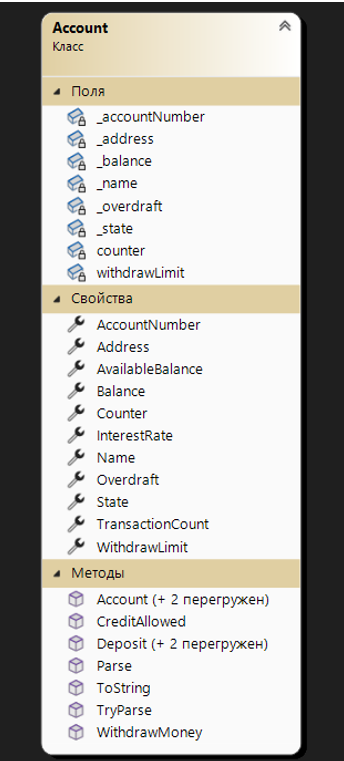 Account
Класс
Поля
_accountNumber
_address
_balance
_name
_overdraft
_state
counter
withdrawLimit
Свойства
AccountNumber
Address
AvailableBalance
Balance
Counter
InterestRate
Name
Overdraft
State
TransactionCount
WithdrawLimit
Методы
Account (+ 2 перегружен)
CreditAllowed
Deposit (+ 2 перегружен)
Parse
ToString
TryParse
WithdrawMoney